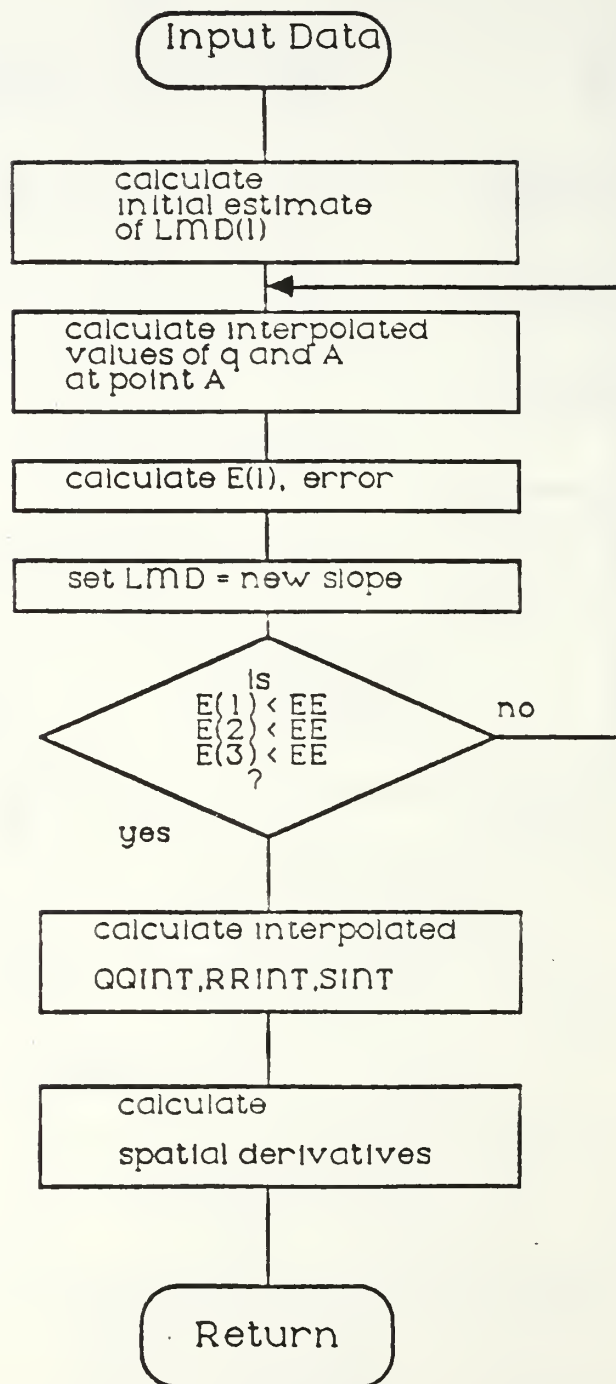 Input Data
calculate
initial estimate
of LMD(I)
calculate interpolated
values of q and A
at point A
calculate E(I), error
set LMD = new slope
is
E(1) < EE
E(2) < EE
E(3) < EE
?
no
yes
calculate interpolated
QQINT,RRINT,SINT
calculate
spatial derivatives
Return